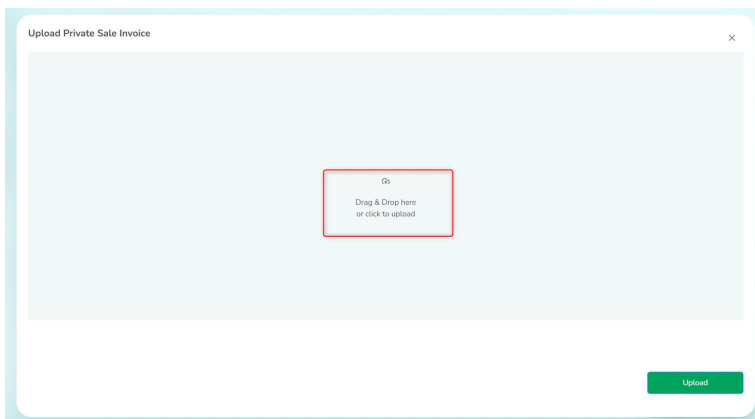 Upload Private Sale Invoice
Drag & Drop here
or click to upload
Upload